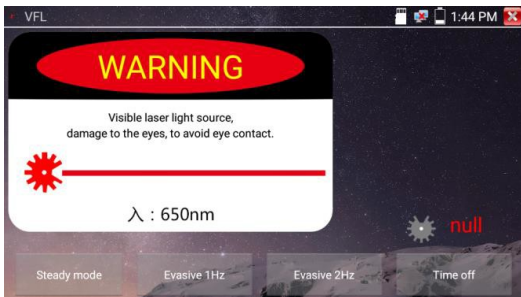 VFL
1:44 PM
WARNING
Visible laser light source,
damage to the eyes, to avoid eye contact.
入：650nm
null
Steady mode
Evasive 1Hz
Evasive 2Hz
Time off